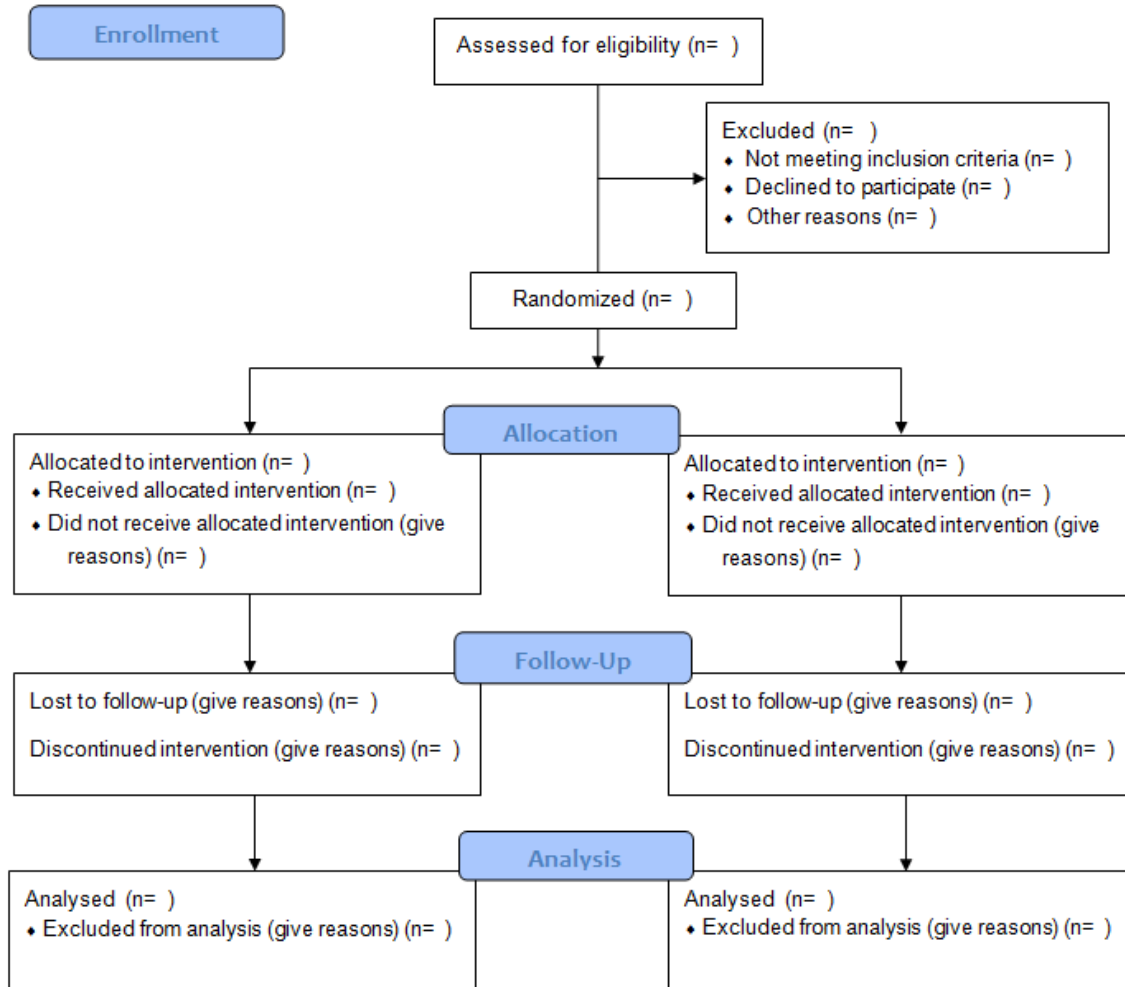 Enrollment
Assessed for eligibility (n= )
Excluded (n= )
⬩ Not meeting inclusion criteria (n= )
⬩ Declined to participate (n= )
⬩ Other reasons (n= )
Randomized (n= )
Allocation
Allocated to intervention (n= )
⬩ Received allocated intervention (n= )
⬩ Did not receive allocated intervention (give
reasons) (n= )
Allocated to intervention (n= )
⬩ Received allocated intervention (n= )
⬩ Did not receive allocated intervention (give
reasons) (n= )
Follow-Up
Lost to follow-up (give reasons) (n= )
Discontinued intervention (give reasons) (n= )
Lost to follow-up (give reasons) (n= )
Discontinued intervention (give reasons) (n= )
Analysis
Analysed (n= )
⬩ Excluded from analysis (give reasons) (n= )
Analysed (n= )
⬩ Excluded from analysis (give reasons) (n= )